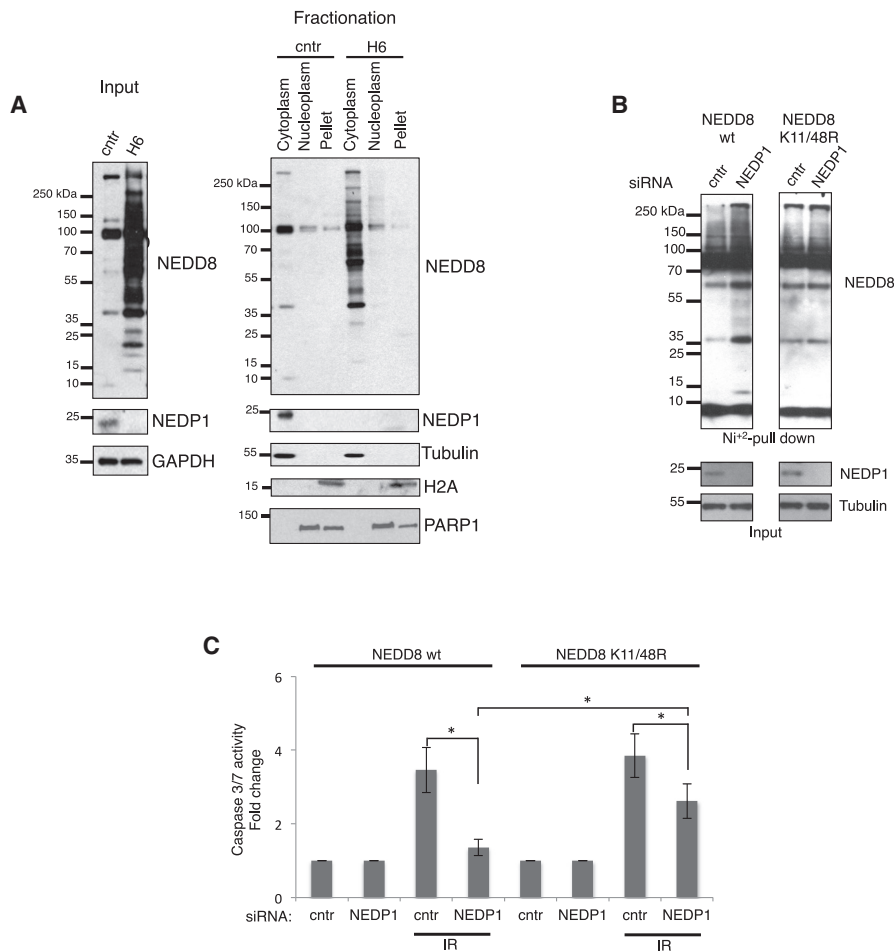 A
Input
cntr
H6
250 kDa
150
100
70
55
35
25
15
10
NEDD8
25
NEDP1
35
GAPDH
Fractionation
cntr
H6
Cytoplasm
Nucleoplasm
Pellet
Cytoplasm
Nucleoplasm
Pellet
250 kDa
150
100
70
55
35
25
15
10
NEDD8
25
NEDP1
55
Tubulin
15
H2A
150
PARP1
B
NEDD8
wt
NEDD8
K11/48R
siRNA
cntr
NEDP1
cntr
NEDP1
250 kDa
150
100
70
55
35
25
15
10
NEDD8
Ni+2-pull down
25
NEDP1
55
Tubulin
Input
C
NEDD8 wt
NEDD8 K11/48R
Caspase 3/7 activity
Fold change
6
4
2
0
*
*
*
siRNA: cntr NEDP1 cntr NEDP1 cntr NEDP1 cntr NEDP1
IR
IR